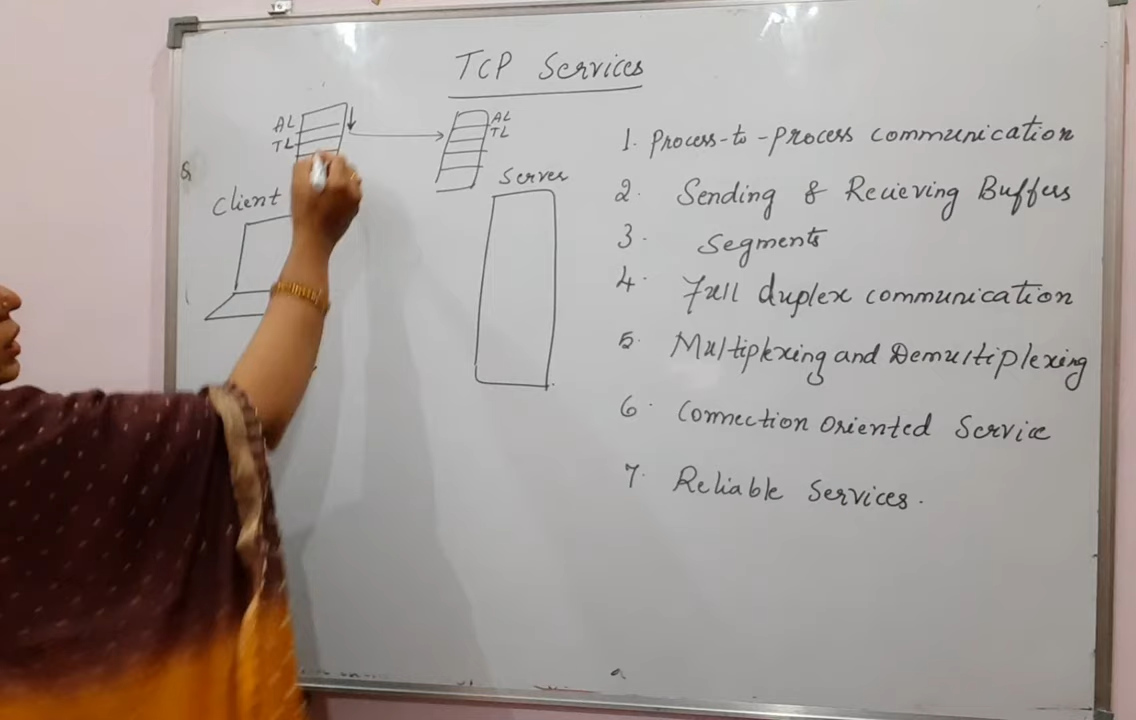 TCP Services
AL
TL
AL
TL
Client
Server
1. Process-to-Process communication
2. Sending & Recieving Buffers
3. Segments
4. Full duplex communication
5. Multiplexing and Demultiplexing
6. Connection Oriented Service
7. Reliable Services.